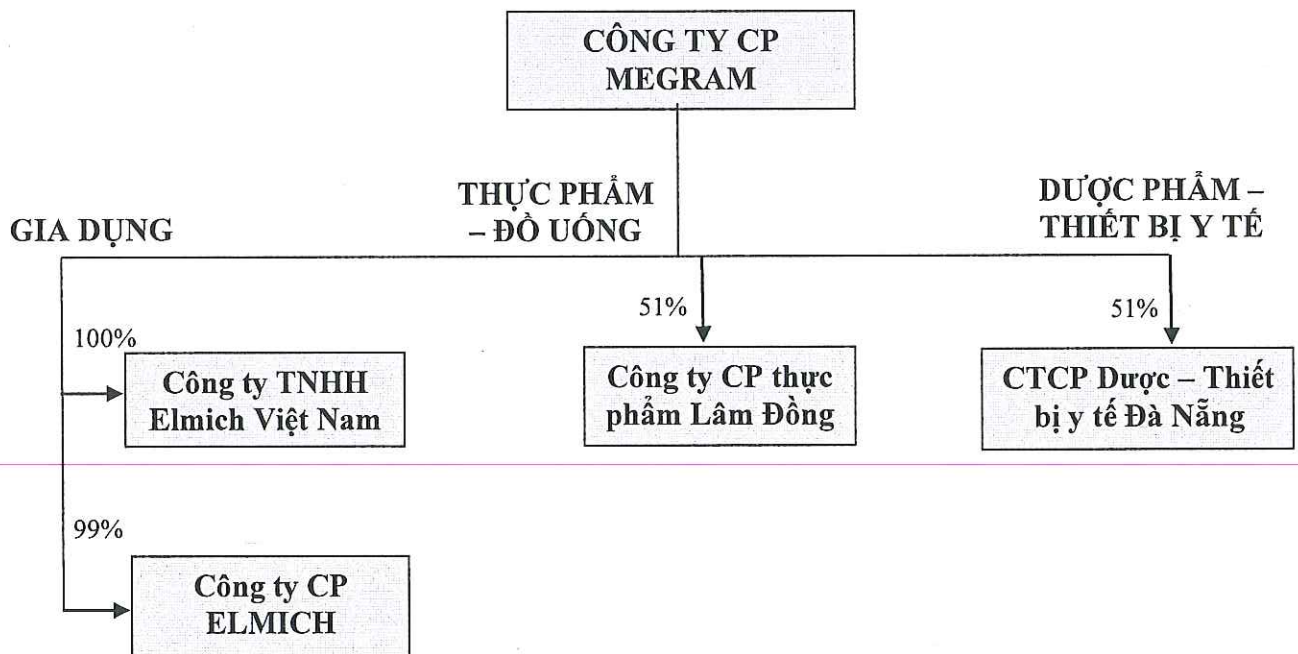 CÔNG TY CP
MEGRAM
GIA DỤNG
THỰC PHẨM
– ĐỒ UỐNG
DƯỢC PHẨM –
THIẾT BỊ Y TẾ
100%
Công ty TNHH
Elmich Việt Nam
51%
Công ty CP thực
phẩm Lâm Đồng
51%
CTCP Dược – Thiết
bị y tế Đà Nẵng
99%
Công ty CP
ELMICH